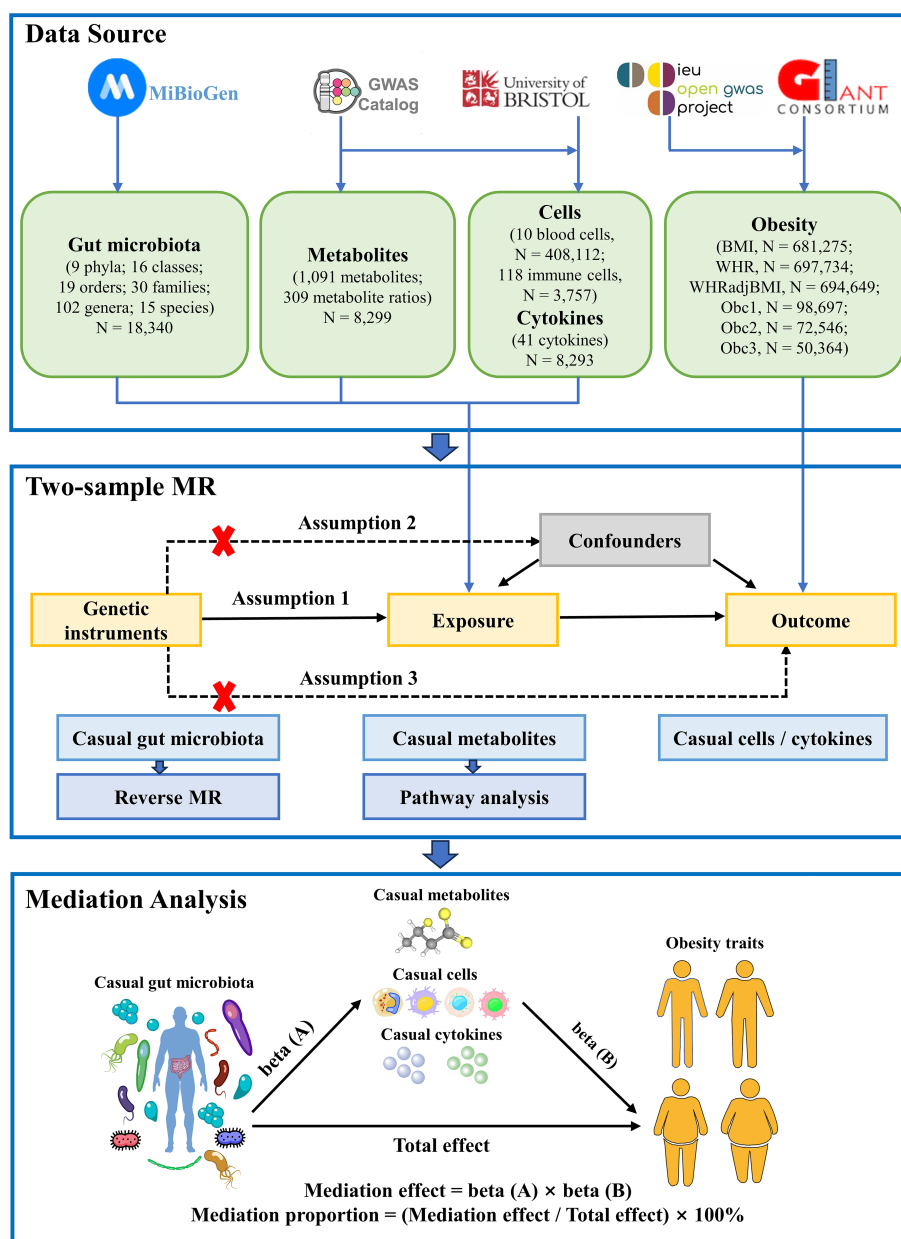 Data Source
MiBioGen
GWAS
Catalog
University of
BRISTOL
ieu
open gwas
project
GIANT
CONSORTIUM
Gut microbiota
(9 phyla; 16 classes;
19 orders; 30 families;
102 genera; 15 species)
N = 18,340
Metabolites
(1,091 metabolites;
309 metabolite ratios)
N = 8,299
Cells
(10 blood cells,
N = 408,112;
118 immune cells,
N = 3,757)
Cytokines
(41 cytokines)
N = 8,293
Obesity
(BMI, N = 681,275;
WHR, N = 697,734;
WHRadjBMI, N = 694,649;
Obc1, N = 98,697;
Obc2, N = 72,546;
Obc3, N = 50,364)
Two-sample MR
Assumption 2
Confounders
Genetic
instruments
Assumption 1
Exposure
Outcome
Assumption 3
Casual gut microbiota
Casual metabolites
Casual cells / cytokines
Reverse MR
Pathway analysis
Mediation Analysis
Casual metabolites
Obesity traits
Casual gut microbiota
Casual cells
Casual cytokines
beta (A)
beta (B)
Total effect
Mediation effect = beta (A) × beta (B)
Mediation proportion = (Mediation effect / Total effect) × 100%